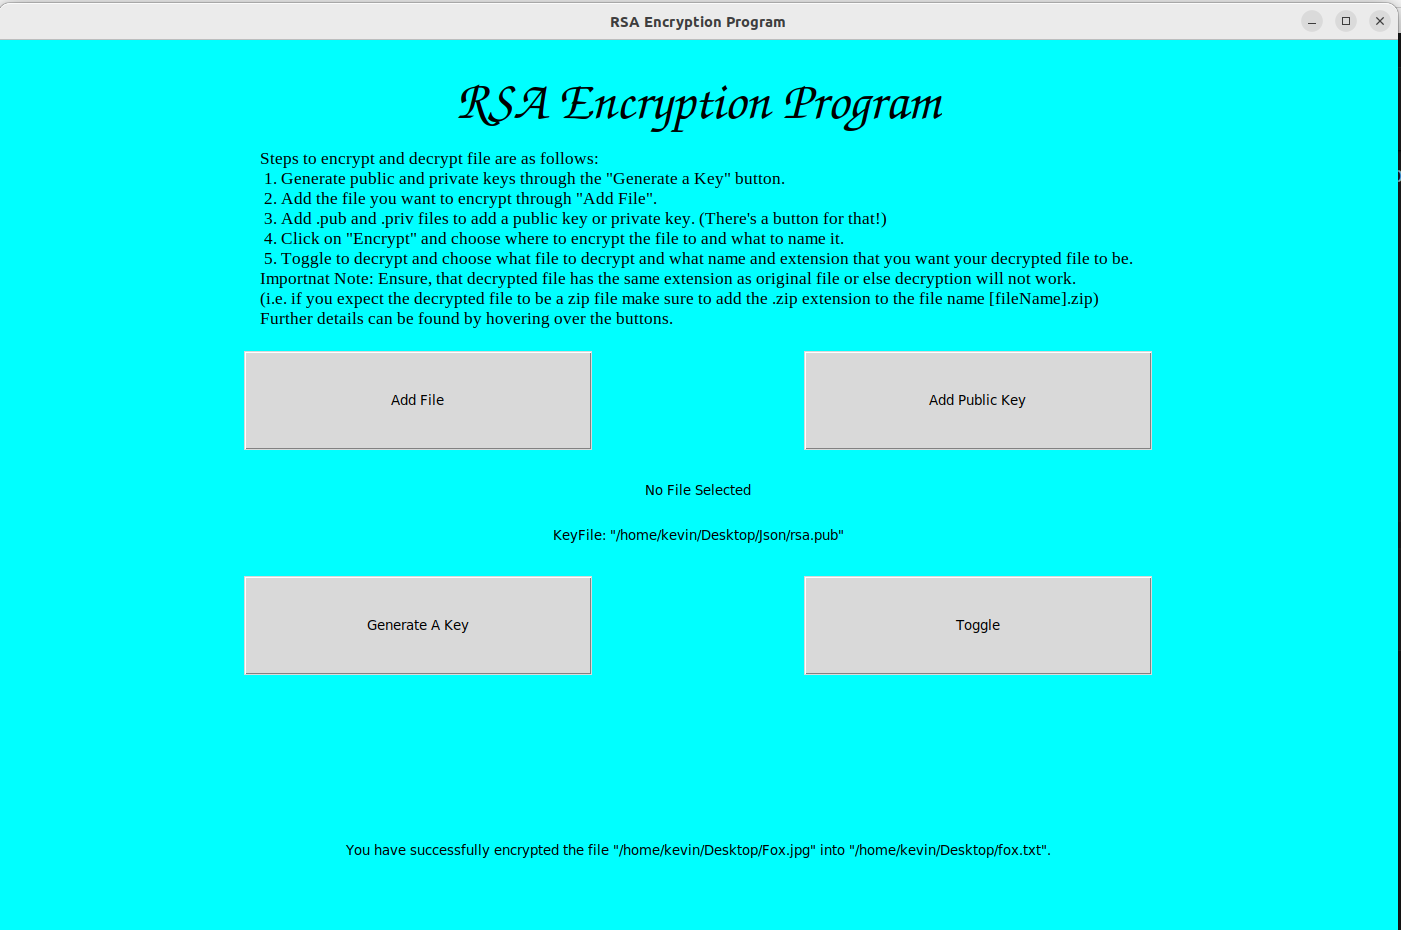 RSA Encryption Program
RSA Encryption Program
Steps to encrypt and decrypt file are as follows:
1. Generate public and private keys through the "Generate a Key" button.
2. Add the file you want to encrypt through "Add File".
3. Add .pub and .priv files to add a public key or private key. (There's a button for that!)
4. Click on "Encrypt" and choose where to encrypt the file to and what to name it.
5. Toggle to decrypt and choose what file to decrypt and what name and extension that you want your decrypted file to be.
Importnat Note: Ensure, that decrypted file has the same extension as original file or else decryption will not work.
(i.e. if you expect the decrypted file to be a zip file make sure to add the .zip extension to the file name [fileName].zip)
Further details can be found by hovering over the buttons.
Add File
Add Public Key
No File Selected
KeyFile: "/home/kevin/Desktop/Json/rsa.pub"
Generate A Key
Toggle
You have successfully encrypted the file "/home/kevin/Desktop/Fox.jpg" into "/home/kevin/Desktop/fox.txt".